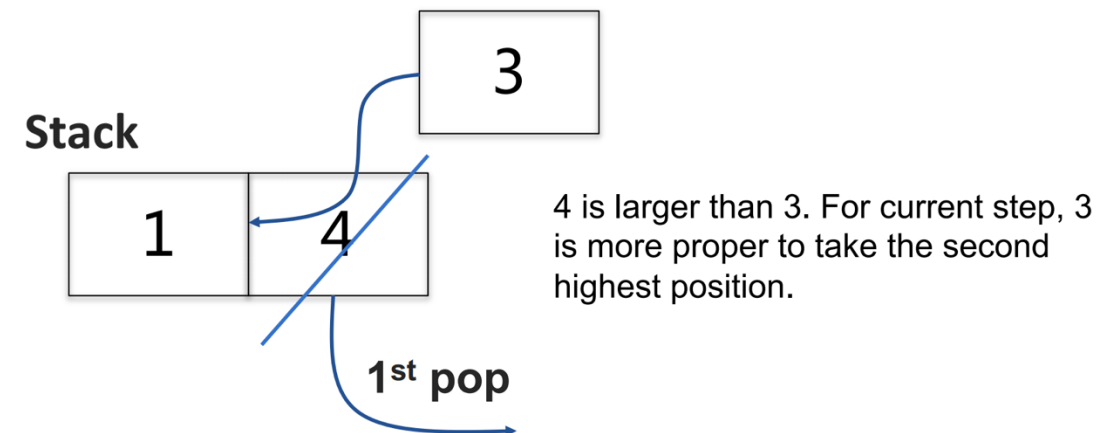 3
Stack
1 4
4 is larger than 3. For current step, 3
is more proper to take the second
highest position.
1st pop